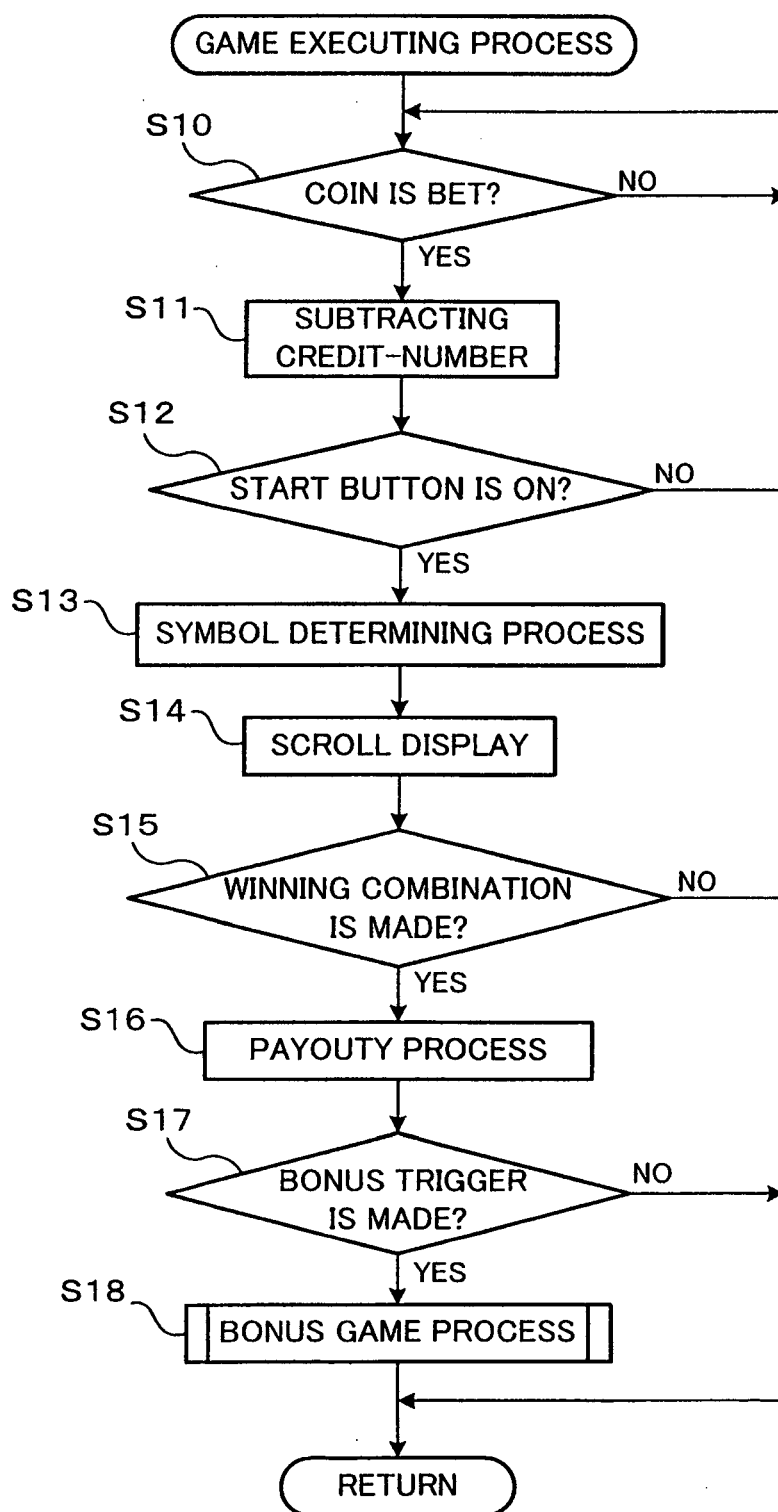 GAME EXECUTING PROCESS
S10
COIN IS BET?
NO
YES
S11
SUBTRACTING
CREDIT-NUMBER
S12
START BUTTON IS ON?
NO
YES
S13
SYMBOL DETERMINING PROCESS
S14
SCROLL DISPLAY
S15
WINNING COMBINATION
IS MADE?
NO
YES
S16
PAYOUTY PROCESS
S17
BONUS TRIGGER
IS MADE?
NO
YES
S18
BONUS GAME PROCESS
RETURN